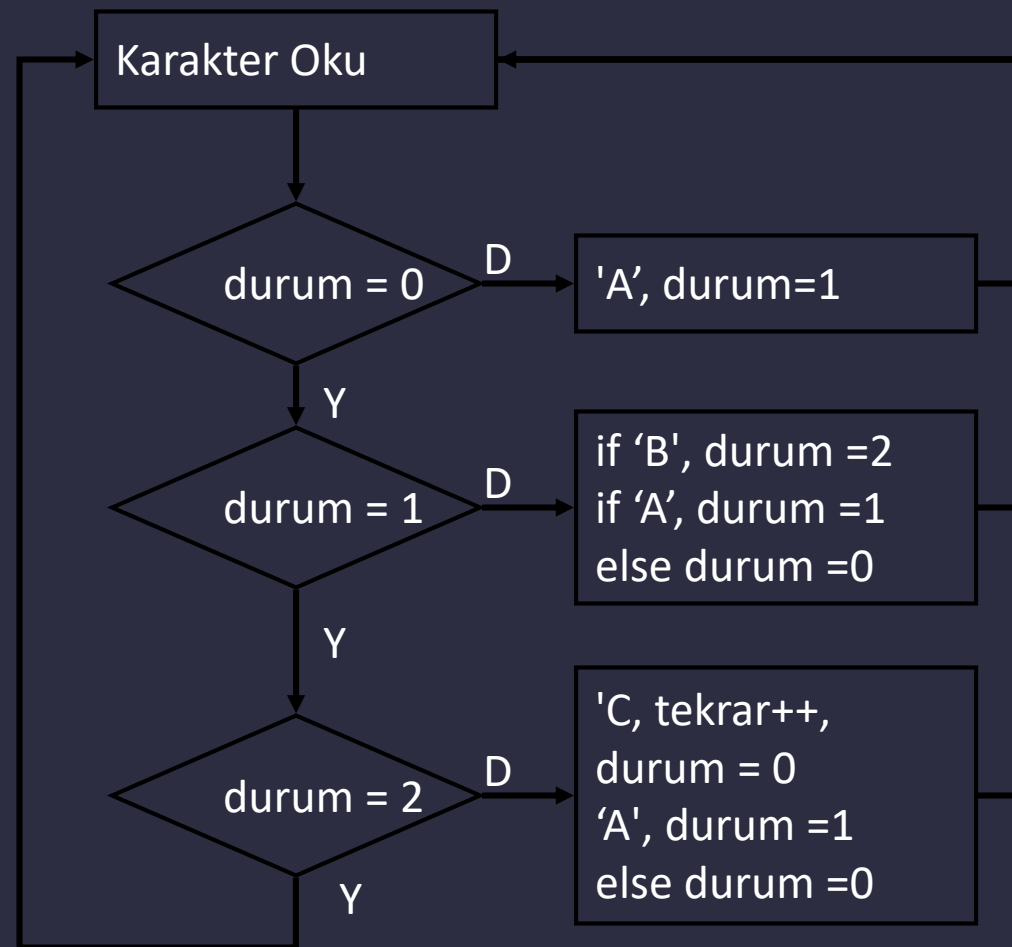 Karakter Oku
durum = 0
D
'A’, durum=1
Y
durum = 1
D
if ‘B', durum =2
if ‘A’, durum =1
else durum =0
Y
durum = 2
D
'C, tekrar++,
durum = 0
‘A', durum =1
else durum =0
Y